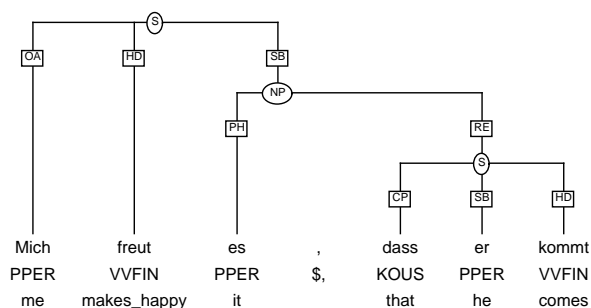 S
OA HD SB
NP
PH RE
S
CP SB HD
Mich freut es , dass er kommt
PPER VVFIN PPER $, KOUS PPER VVFIN
me makes_happy it that he comes